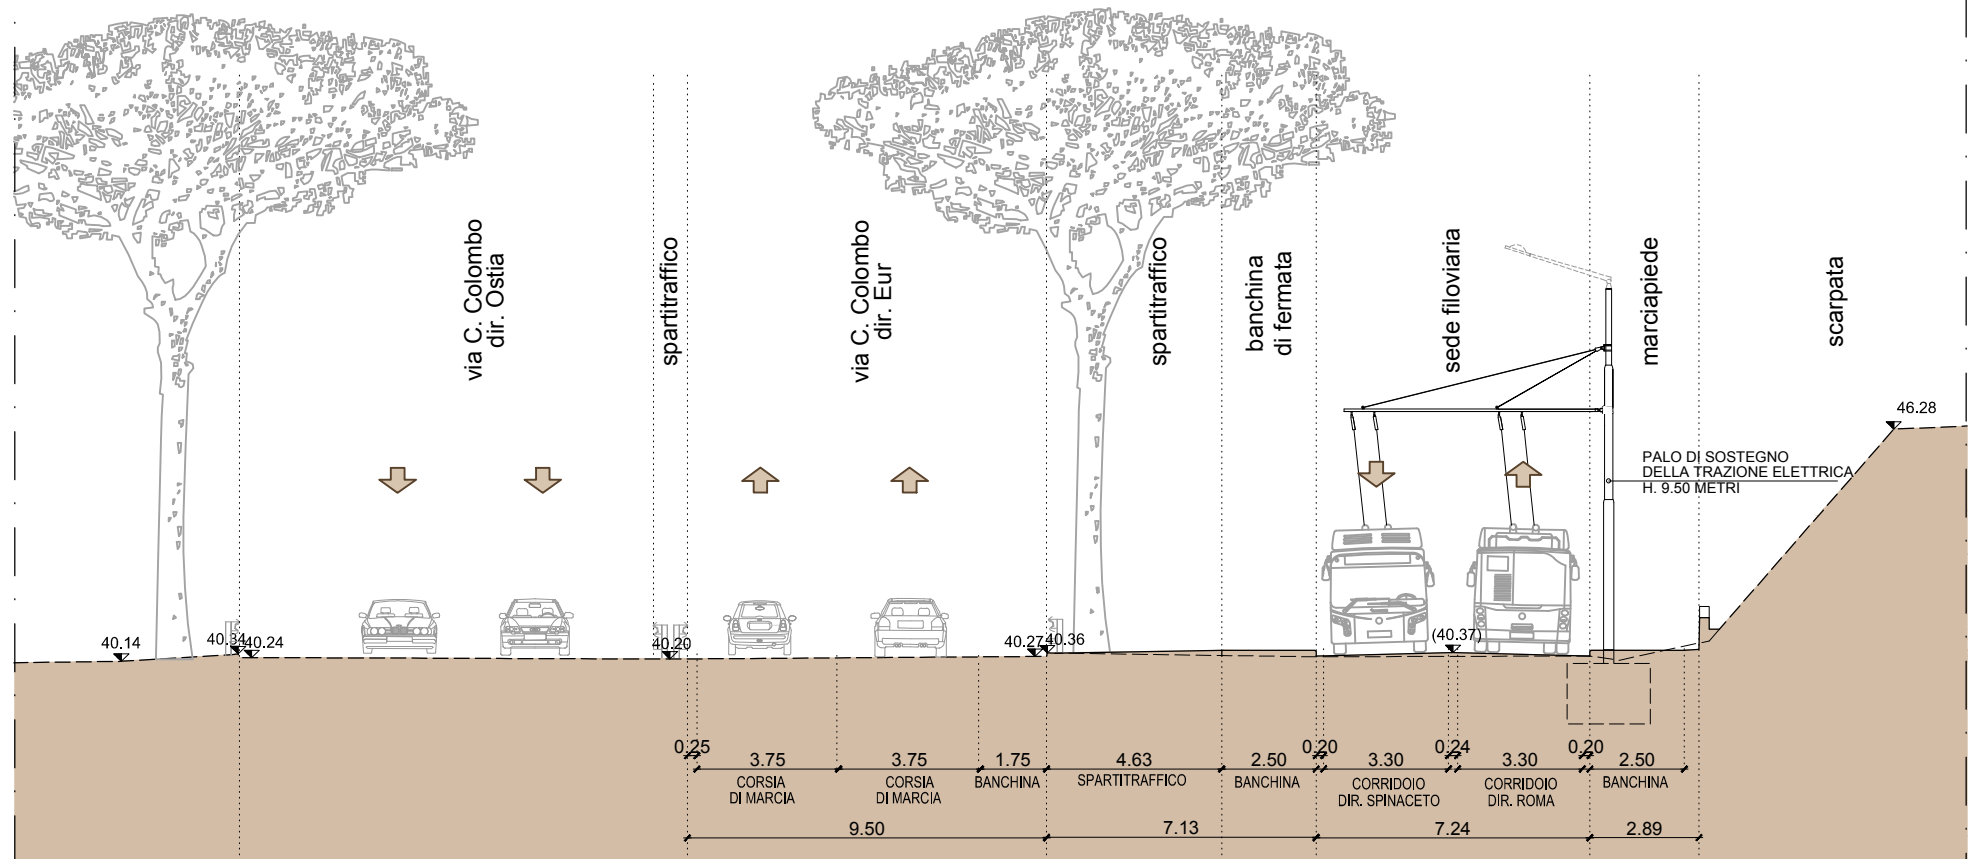 via C. Colombo
dir. Ostia
spartitraffico
via C. Colombo
dir. Eur
spartitraffico
banchina
di fermata
sede filoviaria
marciapiede
scarpata
46.28
PALO DI SOSTEGNO
DELLA TRAZIONE ELETTRICA
H. 9.50 METRI
40.14
40.34
40.24
40.20
40.27
40.36
(40.37)
0.25
3.75
3.75
1.75
4.63
2.50
0.20
3.30
0.24
3.30
0.20
2.50
CORSIA
DI MARCIA
CORSIA
DI MARCIA
BANCHINA
SPARTITRAFFICO
BANCHINA
CORRIDOIO
DIR. SPINACETO
CORRIDOIO
DIR. ROMA
BANCHINA
9.50
7.13
7.24
2.89